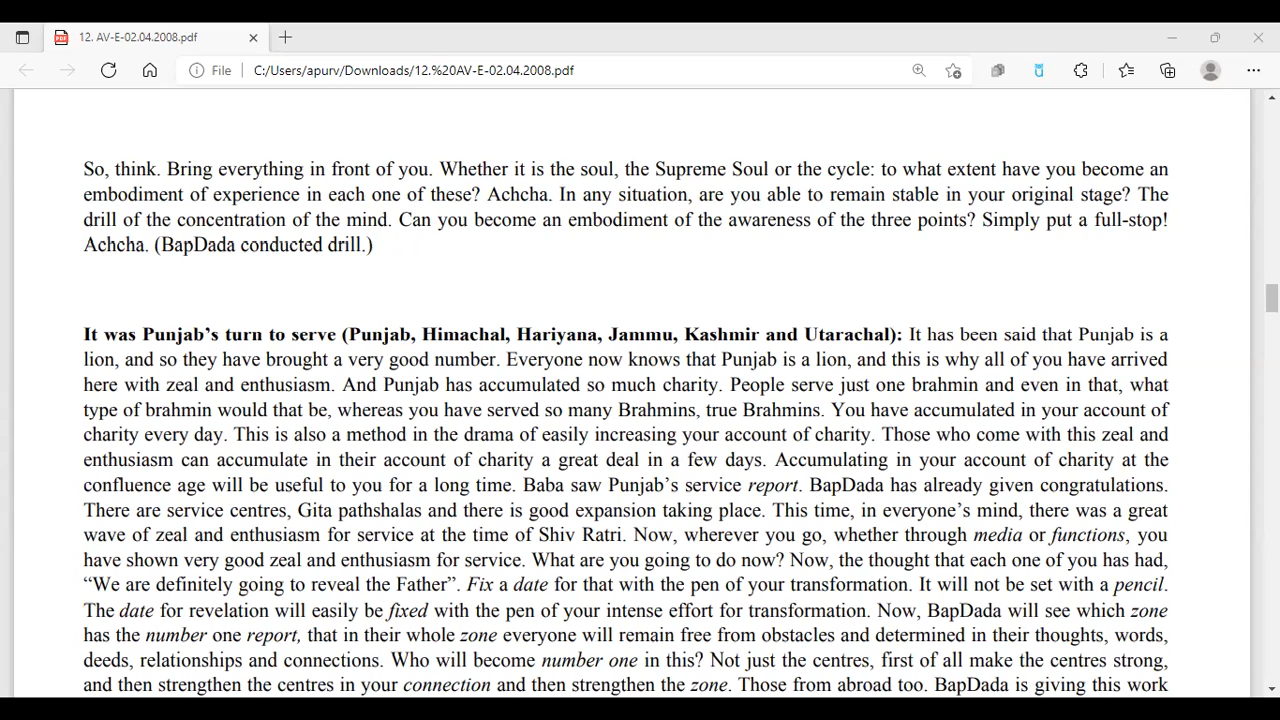 12. AV-E-02.04.2008.pdf
File C:/Users/apurv/Downloads/12.%20AV-E-02.04.2008.pdf
So, think. Bring everything in front of you. Whether it is the soul, the Supreme Soul or the cycle: to what extent have you become an
embodiment of experience in each one of these? Achcha. In any situation, are you able to remain stable in your original stage? The
drill of the concentration of the mind. Can you become an embodiment of the awareness of the three points? Simply put a full-stop!
Achcha. (BapDada conducted drill.)
It was Punjab’s turn to serve (Punjab, Himachal, Hariyana, Jammu, Kashmir and Utarachal): It has been said that Punjab is a
lion, and so they have brought a very good number. Everyone now knows that Punjab is a lion, and this is why all of you have arrived
here with zeal and enthusiasm. And Punjab has accumulated so much charity. People serve just one brahmin and even in that, what
type of brahmin would that be, whereas you have served so many Brahmins, true Brahmins. You have accumulated in your account of
charity every day. This is also a method in the drama of easily increasing your account of charity. Those who come with this zeal and
enthusiasm can accumulate in their account of charity a great deal in a few days. Accumulating in your account of charity at the
confluence age will be useful to you for a long time. Baba saw Punjab’s service report. BapDada has already given congratulations.
There are service centres, Gita pathshalas and there is good expansion taking place. This time, in everyone’s mind, there was a great
wave of zeal and enthusiasm for service at the time of Shiv Ratri. Now, wherever you go, whether through media or functions, you
have shown very good zeal and enthusiasm for service. What are you going to do now? Now, the thought that each one of you has had,
“We are definitely going to reveal the Father”. Fix a date for that with the pen of your transformation. It will not be set with a pencil.
The date for revelation will easily be fixed with the pen of your intense effort for transformation. Now, BapDada will see which zone
has the number one report, that in their whole zone everyone will remain free from obstacles and determined in their thoughts, words,
deeds, relationships and connections. Who will become number one in this? Not just the centres, first of all make the centres strong,
and then strengthen the centres in your connection and then strengthen the zone. Those from abroad too. BapDada is giving this work